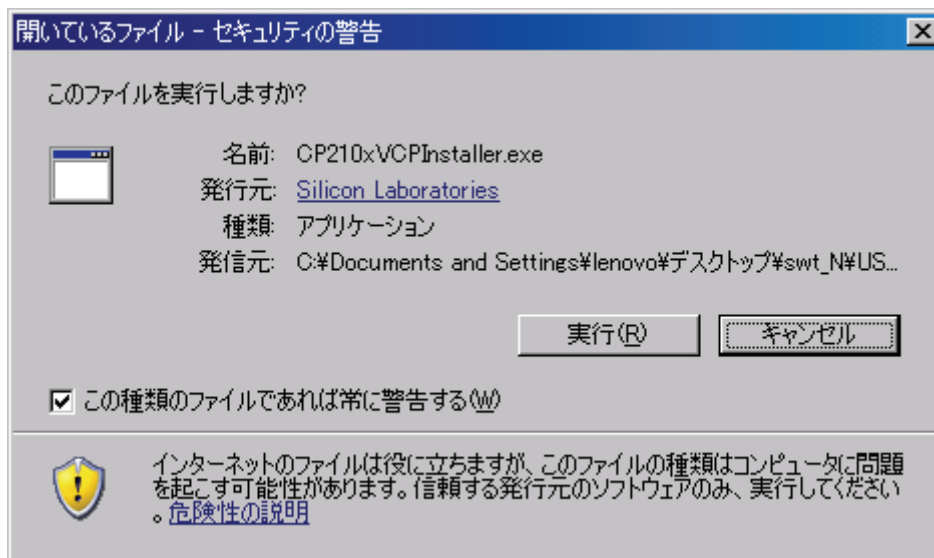 開いているファイル - セキュリティの警告
このファイルを実行しますか?
名前: CP210xVCPInstaller.exe
発行元: Silicon Laboratories
種類: アプリケーション
発信元: C:¥Documents and Settings¥lenovo¥デスクトップ¥swt_N¥US...
実行(R) キャンセル
この種類のファイルであれば常に警告する(W)
インターネットのファイルは役に立ちますが、このファイルの種類はコンピュータに問題
を起こす可能性があります。信頼する発行元のソフトウェアのみ、実行してください
。危険性の説明